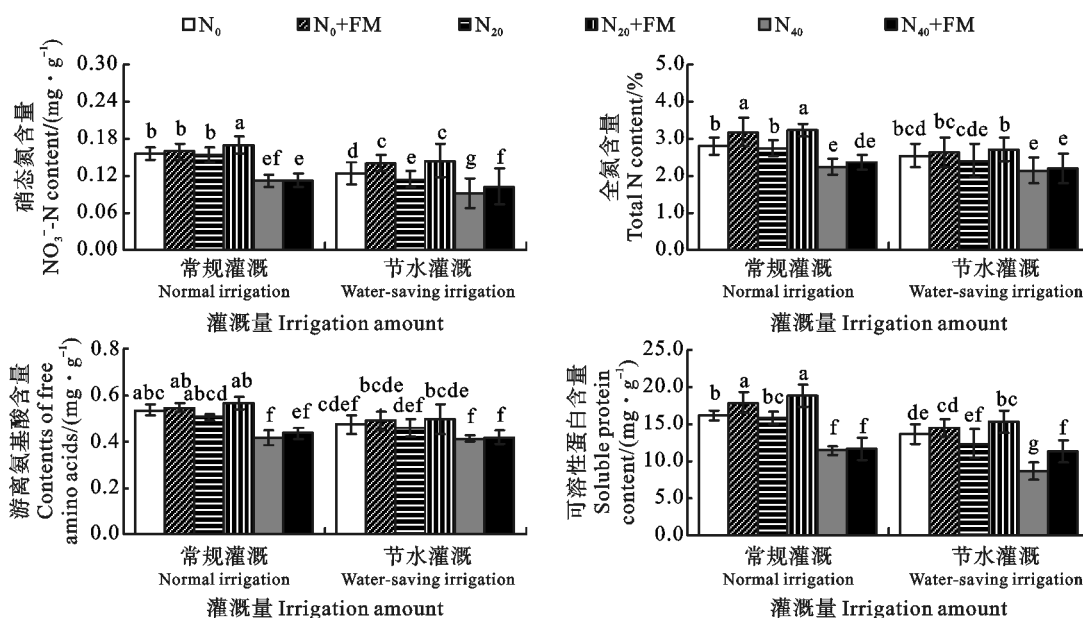 N₀ N₀+FM N₂₀ N₂₀+FM N₄₀ N₄₀+FM
硝态氮含量
NO₃⁻-N content/(mg·g⁻¹)
0.30
0.24
0.18
0.12
0.06
0.00
b b b a ef e d c e c g f
常规灌溉 节水灌溉
Normal irrigation Water-saving irrigation
灌溉量 Irrigation amount
全氮含量
Total N content/%
5.0
4.0
3.0
2.0
1.0
0.0
b a b a e de bcd bc cde b e e
常规灌溉 节水灌溉
Normal irrigation Water-saving irrigation
灌溉量 Irrigation amount
游离氨基酸含量
Contentts of free
amino acids/(mg·g⁻¹)
0.8
0.6
0.4
0.2
0.0
abc ab abcd ab f ef cdef bcde def bcde f f
常规灌溉 节水灌溉
Normal irrigation Water-saving irrigation
灌溉量 Irrigation amount
可溶性蛋白含量
Soluble protein
content/(mg·g⁻¹)
25.0
20.0
15.0
10.0
5.0
0.0
b a bc a f f de cd ef bc g f
常规灌溉 节水灌溉
Normal irrigation Water-saving irrigation
灌溉量 Irrigation amount